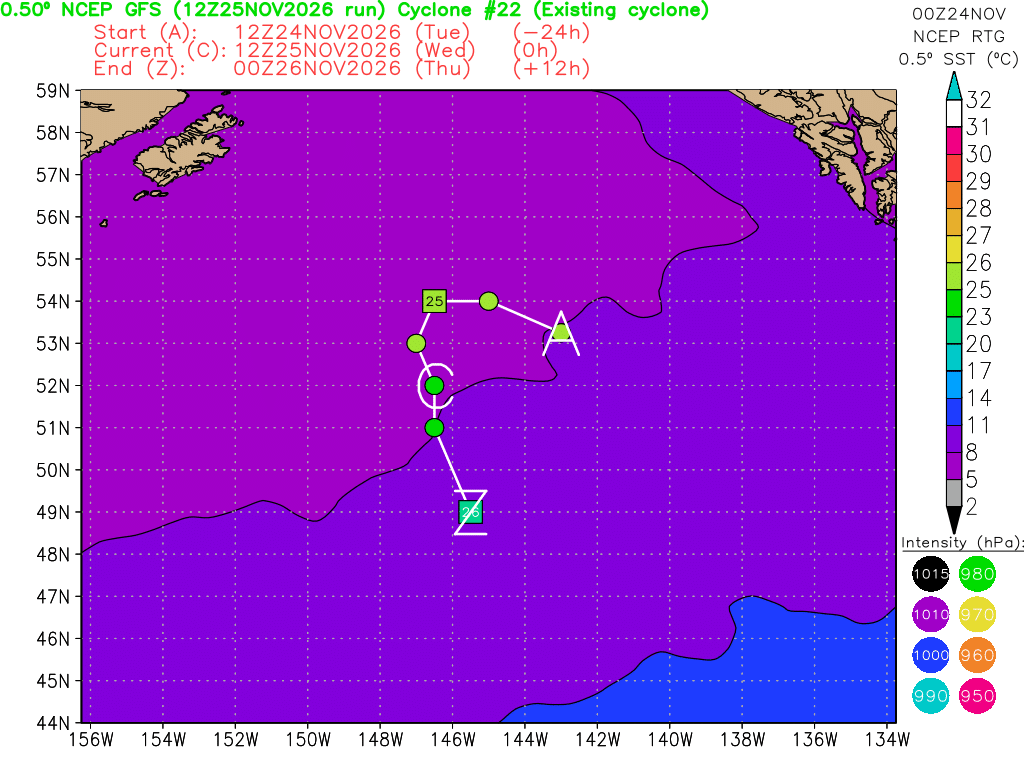 0.50° NCEP GFS (12Z25NOV2026 run) Cyclone #22 (Existing cyclone)
Start (A): 12Z24NOV2026 (Tue) (−24h)
Current (C): 12Z25NOV2026 (Wed) (0h)
End (Z): 00Z26NOV2026 (Thu) (+12h)
00Z24NOV
NCEP RTG
0.5° SST (°C)
32
31
30
29
28
27
26
25
23
20
17
14
11
8
5
2
Intensity (hPa):
1015 980
1010 970
1000 960
990 950
59N
58N
57N
56N
55N
54N
53N
52N
51N
50N
49N
48N
47N
46N
45N
44N
25
A
C
Z
26
156W 154W 152W 150W 148W 146W 144W 142W 140W 138W 136W 134W